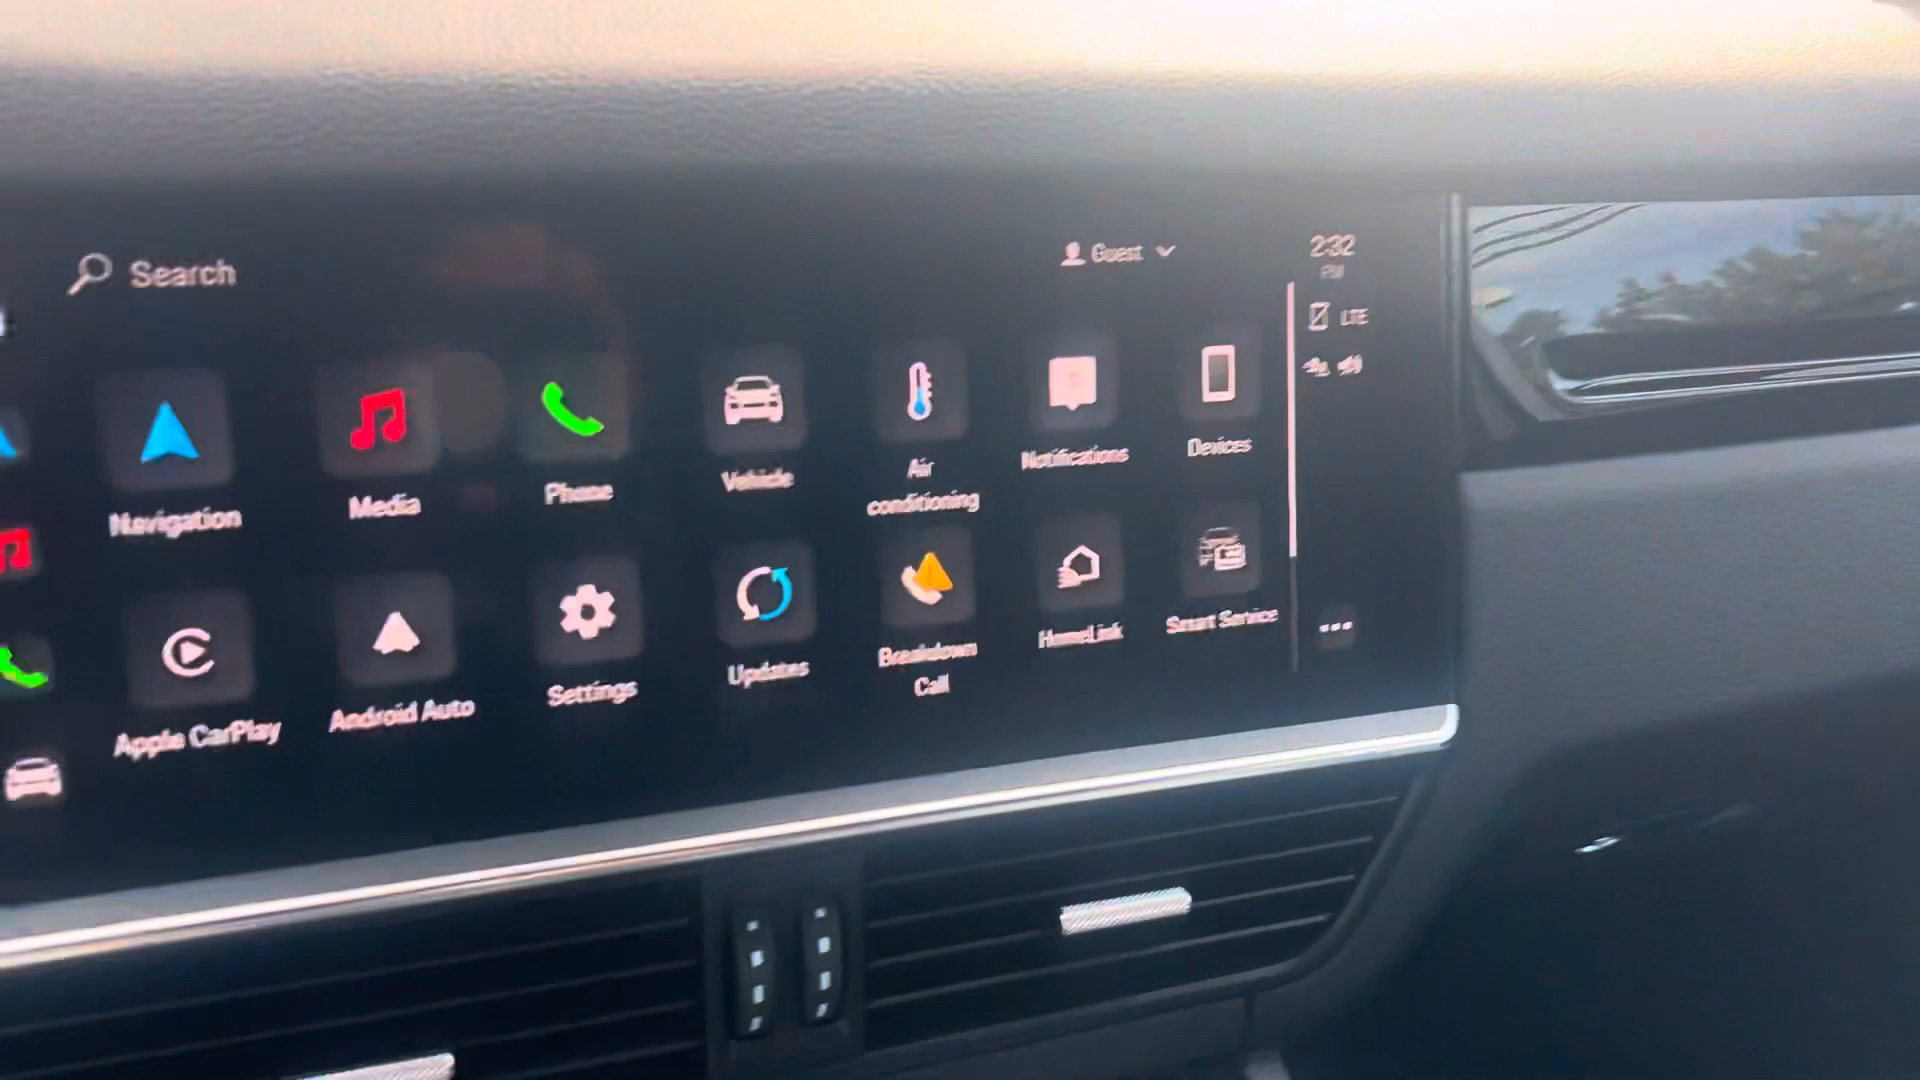 Search
Guest
2:32
PM
LTE
Navigation
Media
Phone
Vehicle
Air
conditioning
Notifications
Devices
Apple CarPlay
Android Auto
Settings
Updates
Breakdown
Call
HomeLink
Smart Service